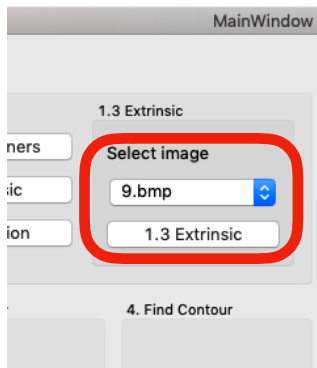 MainWindow
1.3 Extrinsic
ners
Select image
sic
9.bmp
ion
1.3 Extrinsic
4. Find Contour